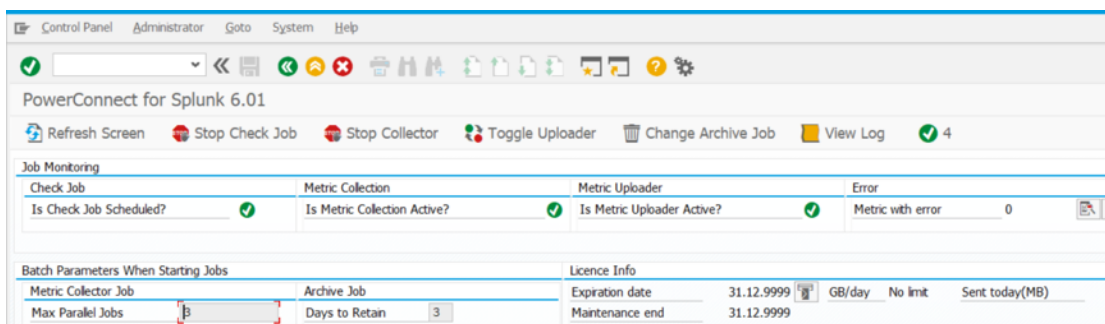 Control Panel Administrator Goto System Help
PowerConnect for Splunk 6.01
Refresh Screen Stop Check Job Stop Collector Toggle Uploader Change Archive Job View Log 4
Job Monitoring
Check Job Metric Collection Metric Uploader Error
Is Check Job Scheduled? Is Metric Collection Active? Is Metric Uploader Active? Metric with error 0
Batch Parameters When Starting Jobs Licence Info
Metric Collector Job Archive Job Expiration date 31.12.9999 GB/day No limit Sent today(MB)
Max Parallel Jobs 3 Days to Retain 3 Maintenance end 31.12.9999